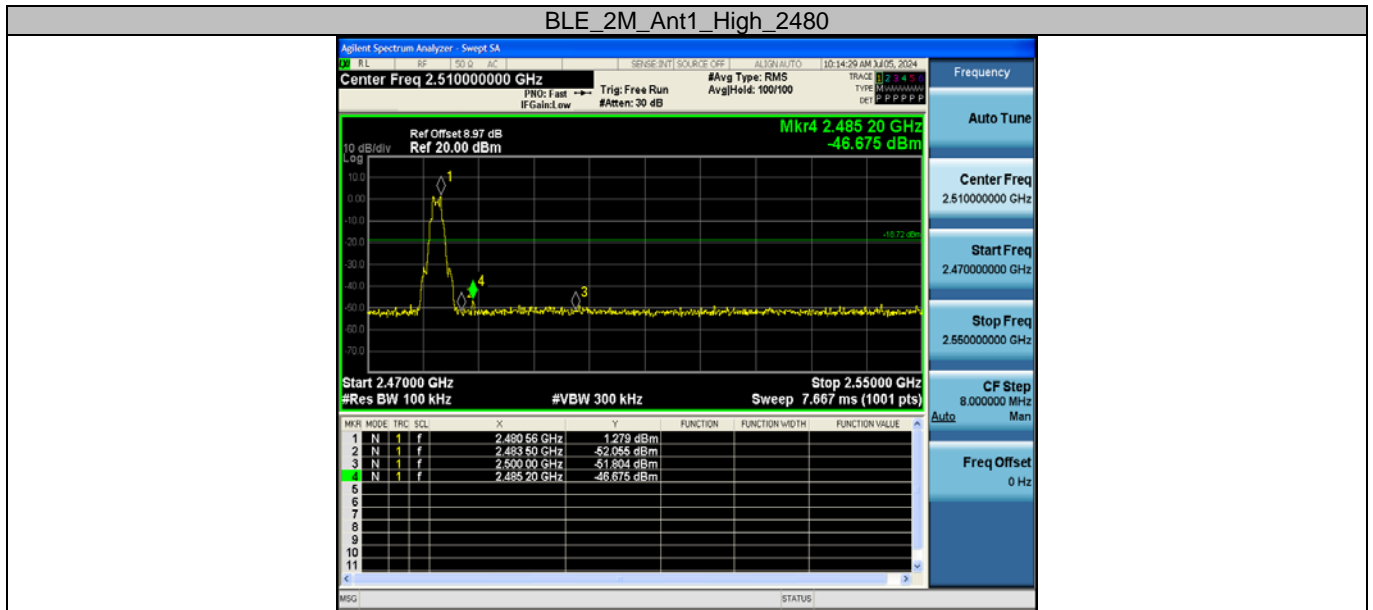 BLE_2M_Ant1_High_2480
Agilent Spectrum Analyzer - Swept SA
RL RF 50 Ω AC SENSE:INT SOURCE OFF ALIGNAUTO 10:14:29 AM Jul 05, 2024
Center Freq 2.510000000 GHz
PNO: Fast
IFGain:Low
Trig: Free Run
#Atten: 30 dB
#Avg Type: RMS
Avg|Hold: 100/100
TRACE 1 2 3 4 5 6
TYPE M
DET P P P P P P
Ref Offset 8.97 dB
10 dB/div Ref 20.00 dBm
Log
Mkr4 2.485 20 GHz
-46.675 dBm
10.0
0.00
-10.0
-20.0
-30.0
-40.0
-50.0
-60.0
-70.0
1
-18.72 dBm
4
2
3
Start 2.47000 GHz Stop 2.55000 GHz
#Res BW 100 kHz #VBW 300 kHz Sweep 7.667 ms (1001 pts)
MKR MODE TRC SCL X Y FUNCTION FUNCTION WIDTH FUNCTION VALUE
1 N 1 f 2.480 56 GHz 1.279 dBm
2 N 1 f 2.483 50 GHz -52.055 dBm
3 N 1 f 2.500 00 GHz -51.804 dBm
4 N 1 f 2.485 20 GHz -46.675 dBm
5
6
7
8
9
10
11
MSG STATUS
Frequency
Auto Tune
Center Freq
2.510000000 GHz
Start Freq
2.470000000 GHz
Stop Freq
2.550000000 GHz
CF Step
8.000000 MHz
Auto Man
Freq Offset
0 Hz